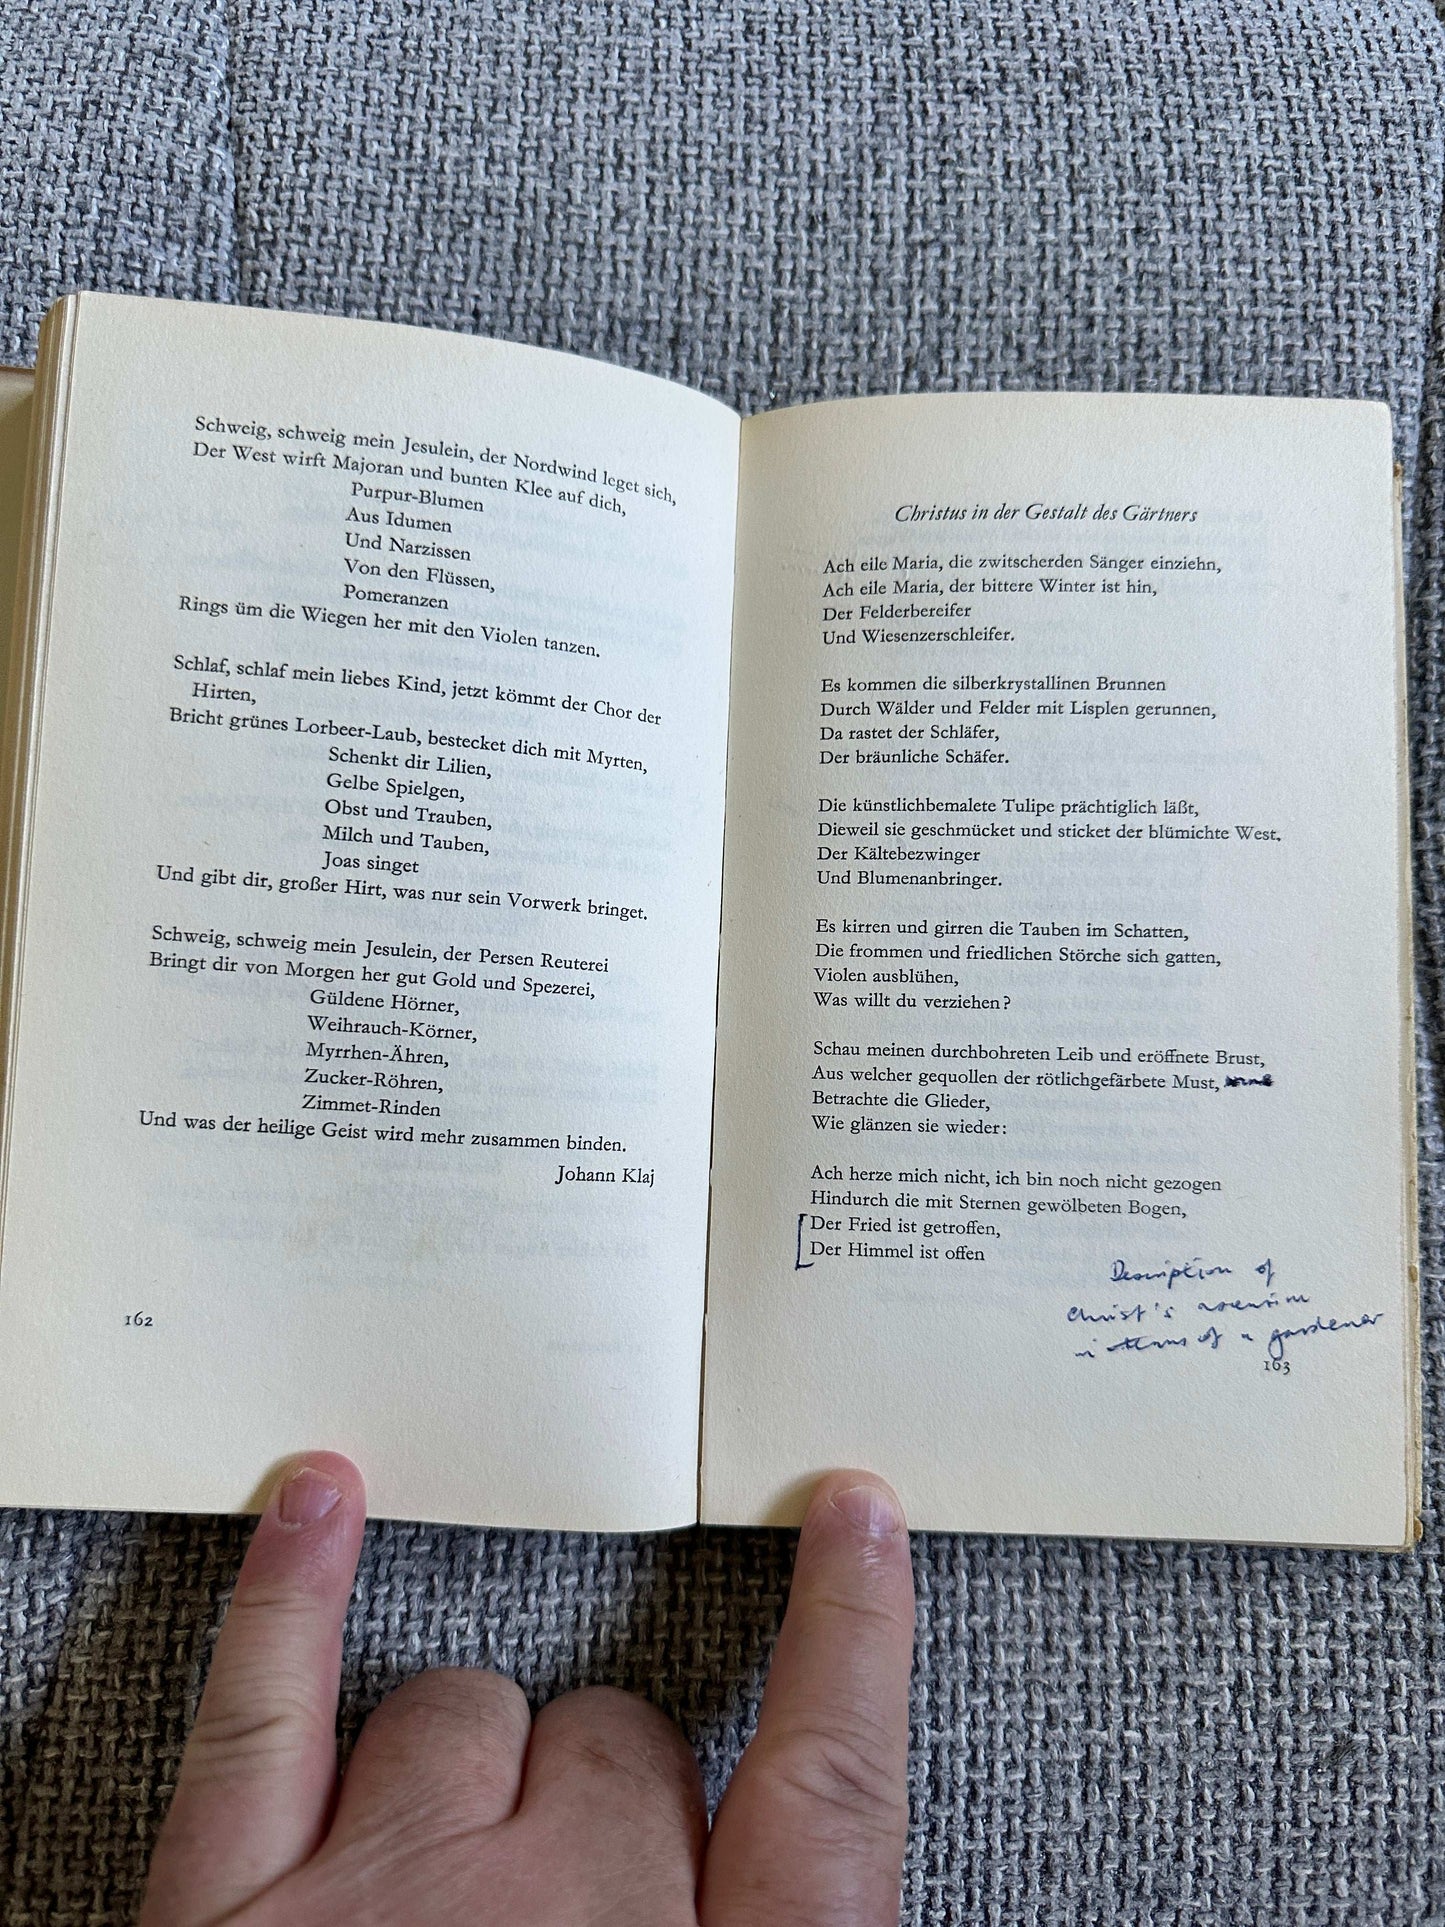 Schweig, schweig mein Jesulein, der Nordwind leget sich,
Der West wirft Majoran und bunten Klee auf dich,
Purpur-Blumen
Aus Idumen
Und Narzissen
Von den Flüssen,
Pomeranzen
Rings üm die Wiegen her mit den Violen tanzen.
Schlaf, schlaf mein liebes Kind, jetzt kömmt der Chor der
Hirten,
Bricht grünes Lorbeer-Laub, bestecket dich mit Myrten,
Schenkt dir Lilien,
Gelbe Spielgen,
Obst und Trauben,
Milch und Tauben,
Joas singet
Und gibt dir, großer Hirt, was nur sein Vorwerk bringet.
Schweig, schweig mein Jesulein, der Persen Reuterei
Bringt dir von Morgen her gut Gold und Spezerei,
Güldene Hörner,
Weihrauch-Körner,
Myrrhen-Ähren,
Zucker-Röhren,
Zimmet-Rinden
Und was der heilige Geist wird mehr zusammen binden.
Johann Klaj
162
Christus in der Gestalt des Gärtners
Ach eile Maria, die zwitscherden Sänger einziehn,
Ach eile Maria, der bittere Winter ist hin,
Der Felderbereifer
Und Wiesenzerschleifer.
Es kommen die silberkrystallinen Brunnen
Durch Wälder und Felder mit Lisplen gerunnen,
Da rastet der Schläfer,
Der bräunliche Schäfer.
Die künstlichbemalete Tulipe prächtiglich läßt,
Dieweil sie geschmücket und sticket der blümichte West.
Der Kältebezwinger
Und Blumenanbringer.
Es kirren und girren die Tauben im Schatten,
Die frommen und friedlichen Störche sich gatten,
Violen ausblühen,
Was willt du verziehen?
Schau meinen durchbohreten Leib und eröffnete Brust,
Aus welcher gequollen der rötlichgefärbete Must,
Betrachte die Glieder,
Wie glänzen sie wieder:
Ach herze mich nicht, ich bin noch nicht gezogen
Hindurch die mit Sternen gewölbeten Bogen,
Der Fried ist getroffen,
Der Himmel ist offen
Description of
Christ's ascension
in terms of a gardener
163